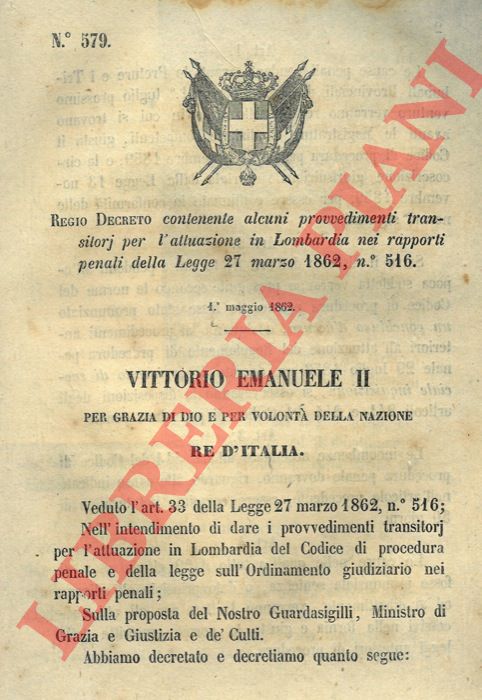 N.° 579.
REGIO DECRETO contenente alcuni provvedimenti tran-
sitorj per l'attuazione in Lombardia nei rapporti
penali della Legge 27 marzo 1862, n.° 516.
1.° maggio 1862.
VITTORIO EMANUELE II
PER GRAZIA DI DIO E PER VOLONTÀ DELLA NAZIONE
RE D'ITALIA.
Veduto l'art. 33 della Legge 27 marzo 1862, n.° 516;
Nell'intendimento di dare i provvedimenti transitorj
per l'attuazione in Lombardia del Codice di procedura
penale e della legge sull'Ordinamento giudiziario nei
rapporti penali;
Sulla proposta del Nostro Guardasigilli, Ministro di
Grazia e Giustizia e de' Culti.
Abbiamo decretato e decretiamo quanto segue:
LIBRERIA PIANI